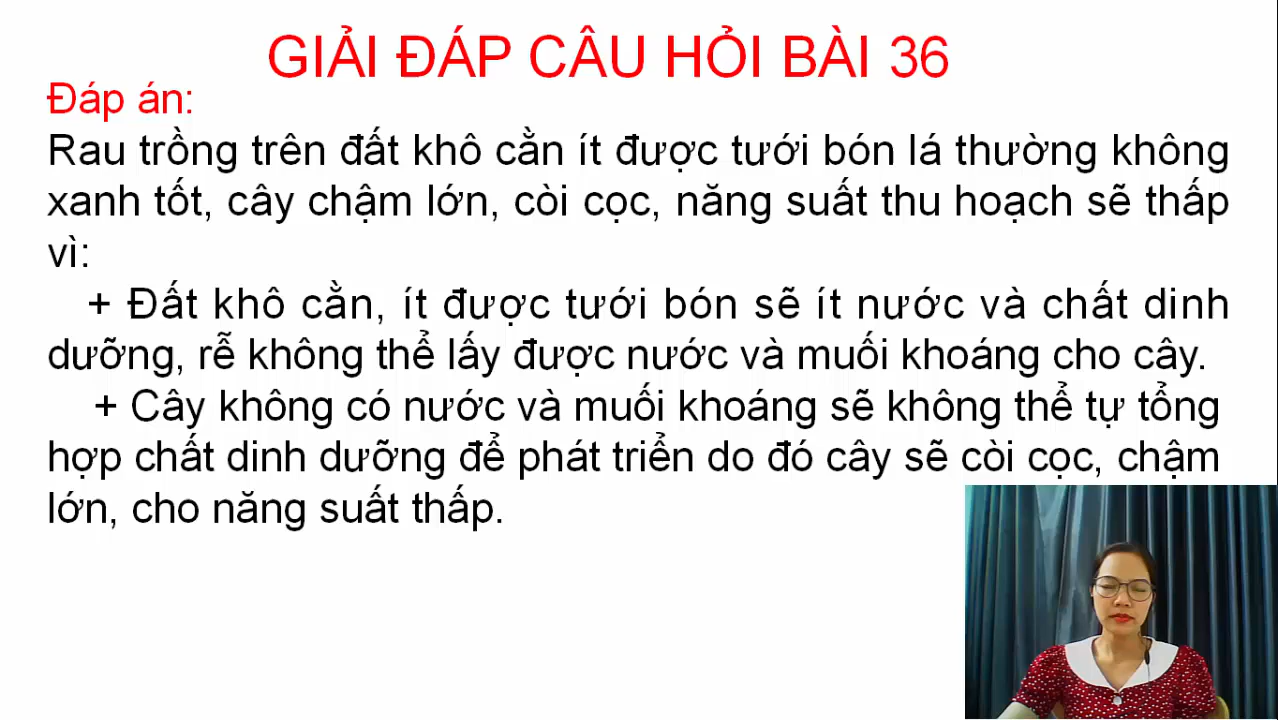 GIẢI ĐÁP CÂU HỎI BÀI 36
Đáp án:
Rau trồng trên đất khô cằn ít được tưới bón lá thường không
xanh tốt, cây chậm lớn, còi cọc, năng suất thu hoạch sẽ thấp
vì:
+ Đất khô cằn, ít được tưới bón sẽ ít nước và chất dinh
dưỡng, rễ không thể lấy được nước và muối khoáng cho cây.
+ Cây không có nước và muối khoáng sẽ không thể tự tổng
hợp chất dinh dưỡng để phát triển do đó cây sẽ còi cọc, chậm
lớn, cho năng suất thấp.